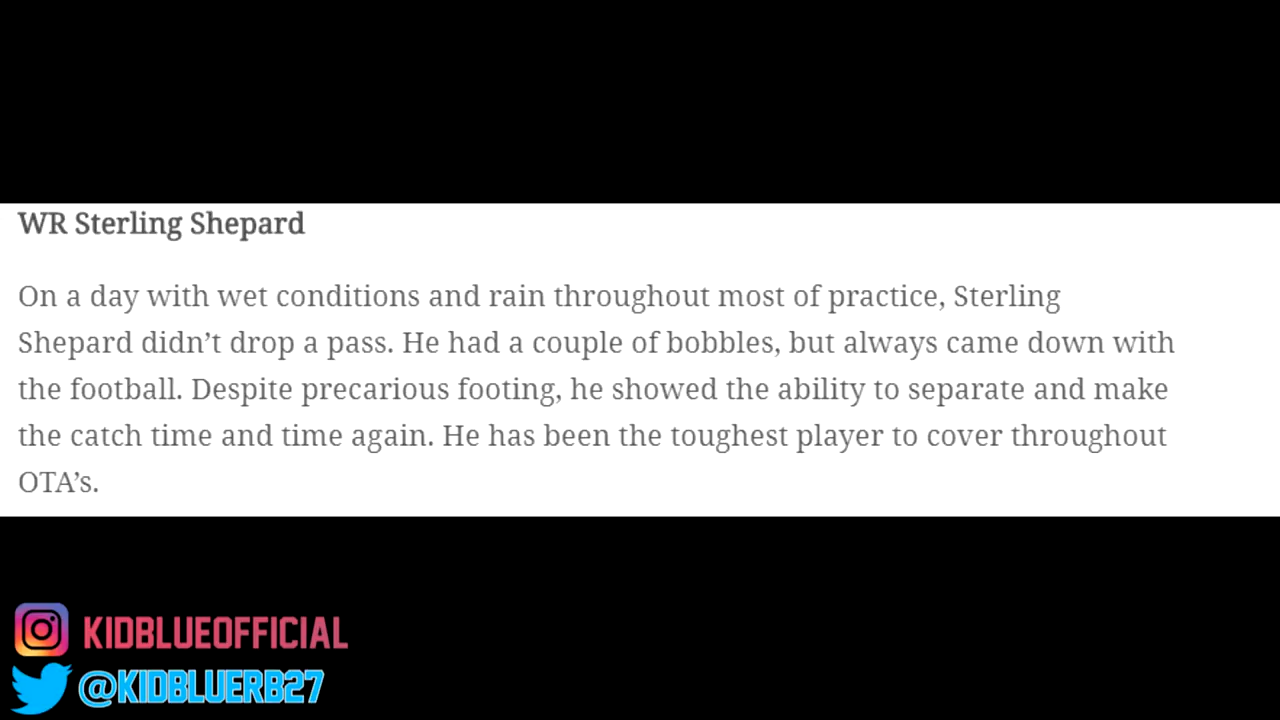 WR Sterling Shepard
On a day with wet conditions and rain throughout most of practice, Sterling
Shepard didn’t drop a pass. He had a couple of bobbles, but always came down with
the football. Despite precarious footing, he showed the ability to separate and make
the catch time and time again. He has been the toughest player to cover throughout
OTA’s.
KIDBLUEOFFICIAL
@KIDBLUERB27